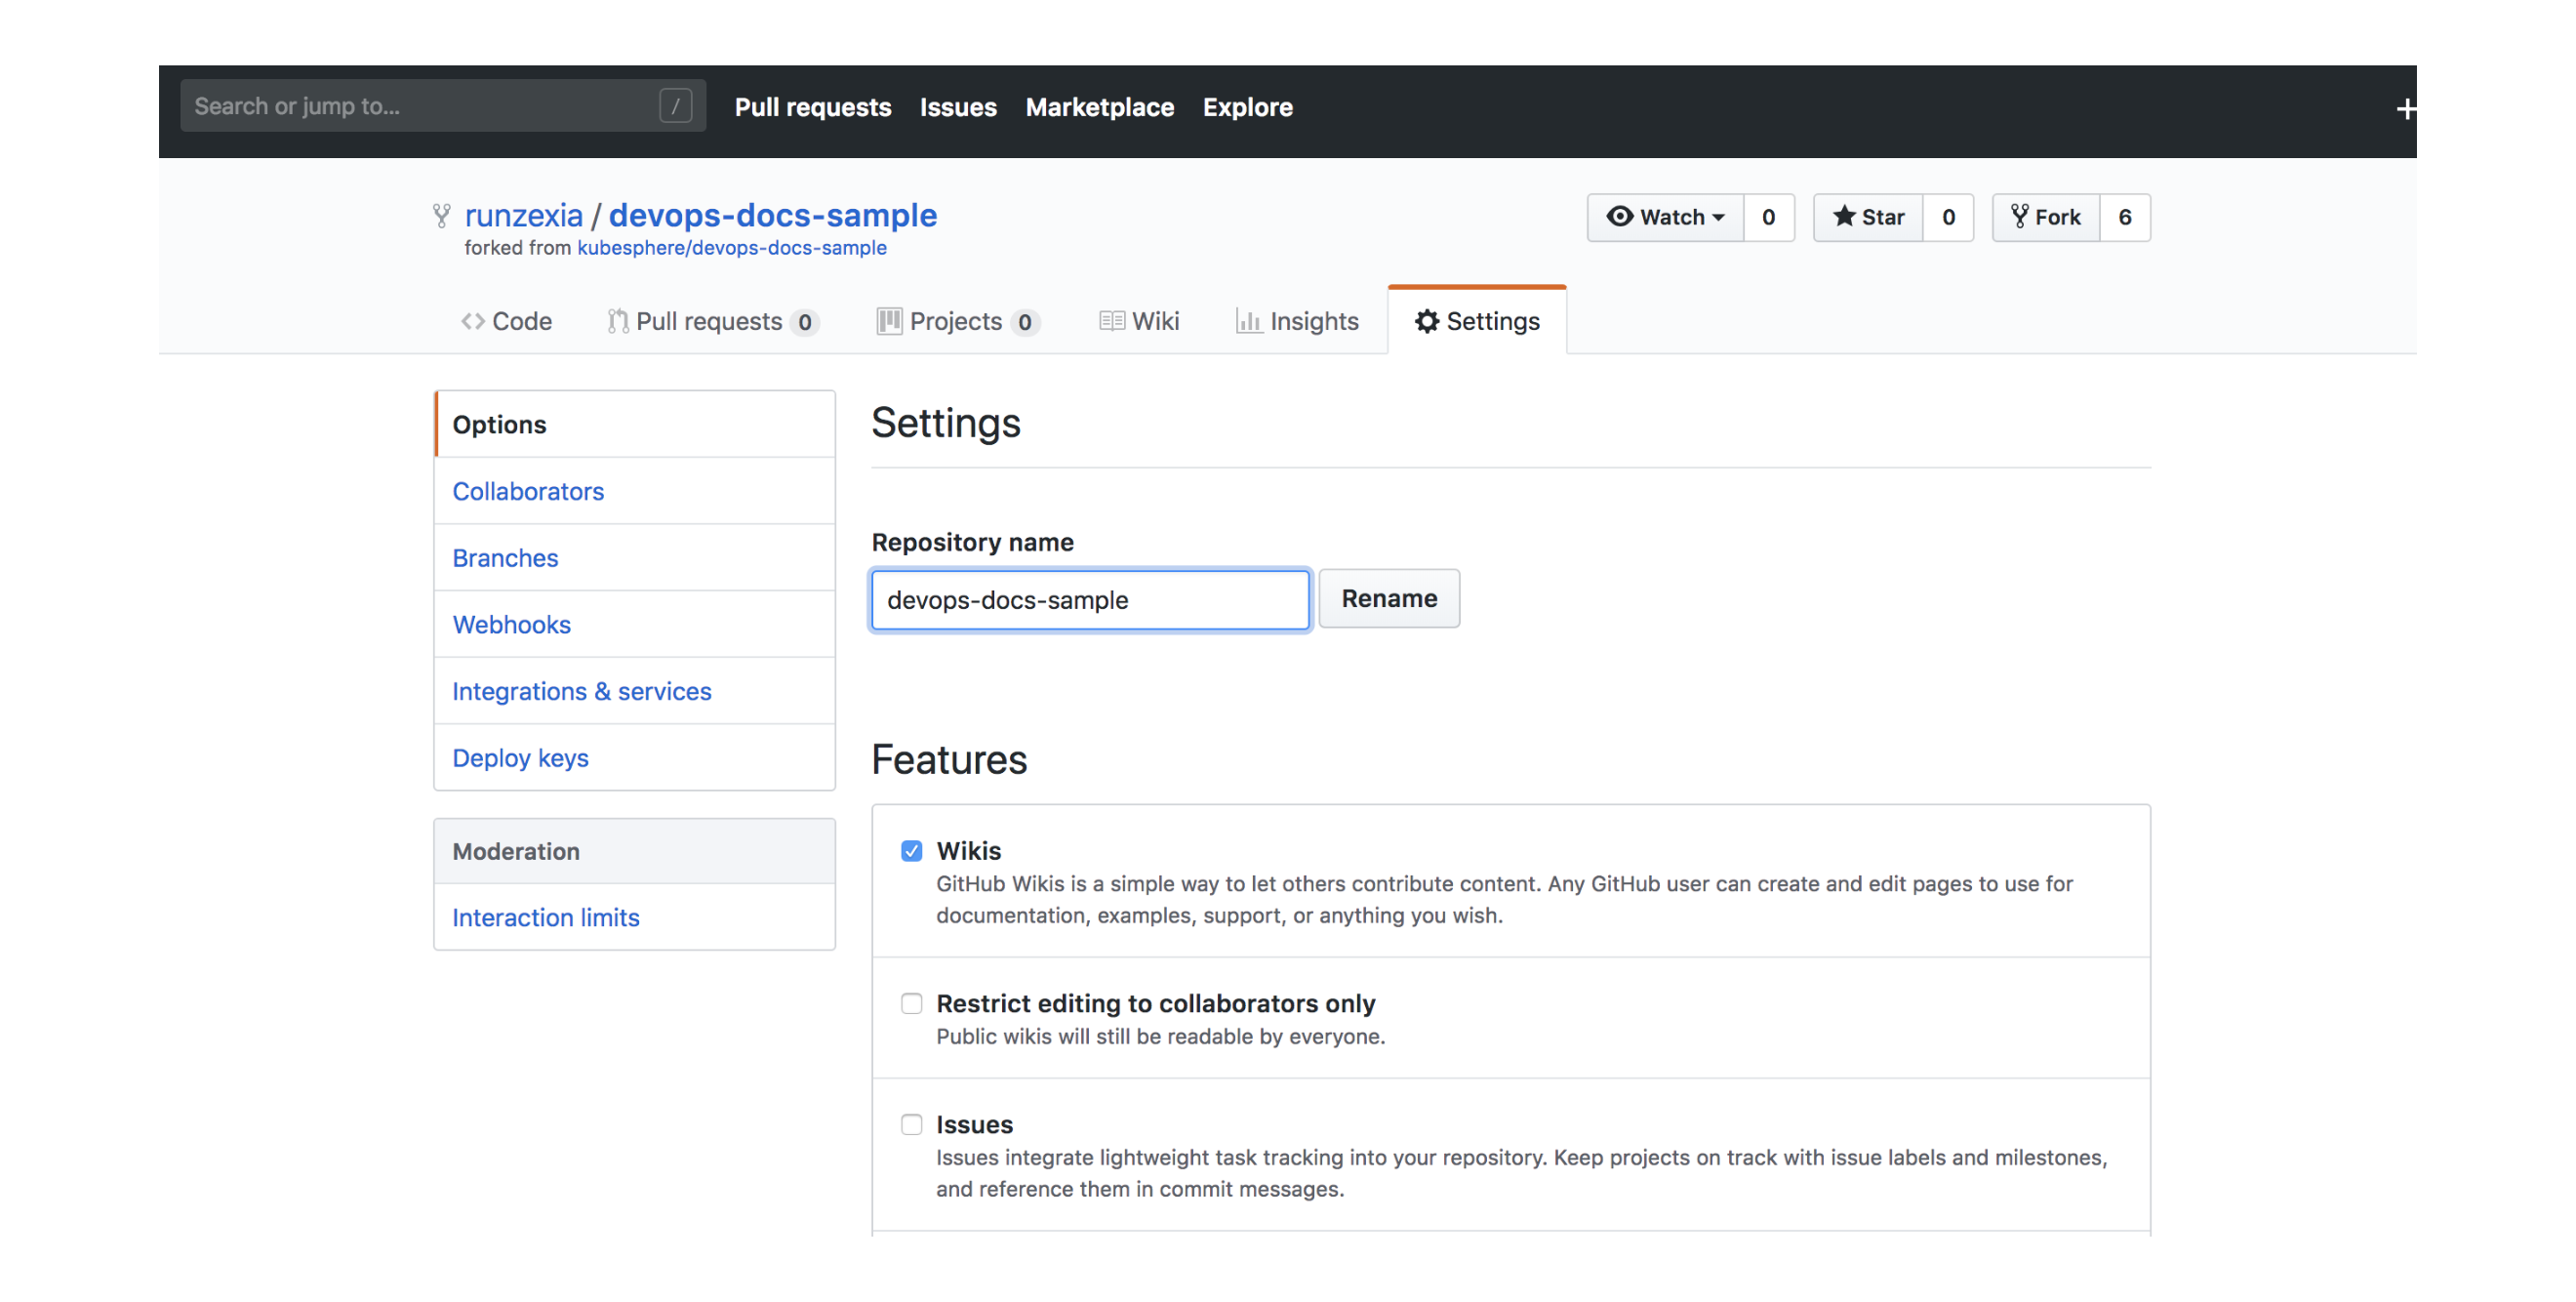 Search or jump to... / Pull requests Issues Marketplace Explore +
runzexia / devops-docs-sample
forked from kubesphere/devops-docs-sample
Watch 0 Star 0 Fork 6
Code Pull requests 0 Projects 0 Wiki Insights Settings
Options
Collaborators
Branches
Webhooks
Integrations & services
Deploy keys
Moderation
Interaction limits
Settings
Repository name
devops-docs-sample Rename
Features
Wikis
GitHub Wikis is a simple way to let others contribute content. Any GitHub user can create and edit pages to use for
documentation, examples, support, or anything you wish.
Restrict editing to collaborators only
Public wikis will still be readable by everyone.
Issues
Issues integrate lightweight task tracking into your repository. Keep projects on track with issue labels and milestones,
and reference them in commit messages.